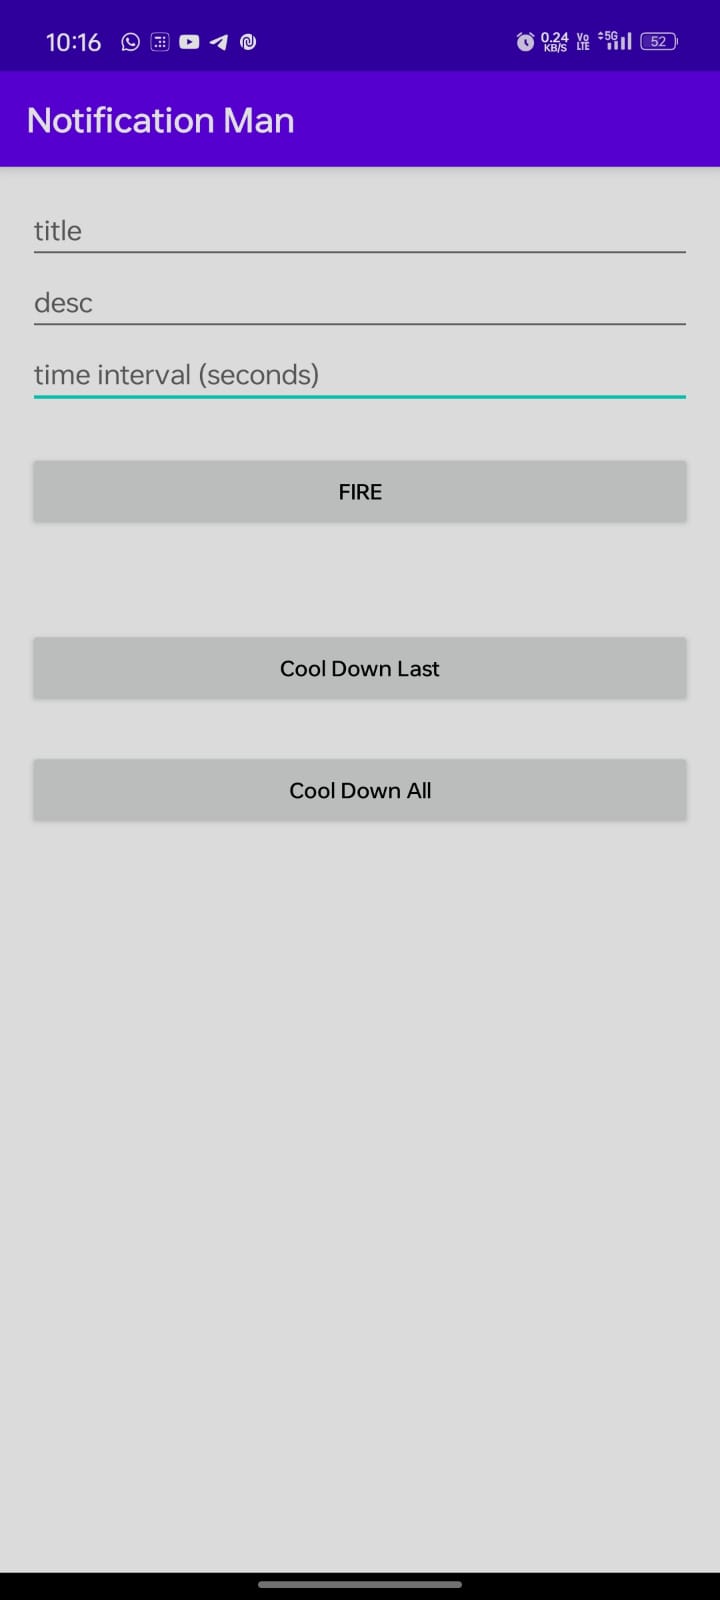 10:16 0.24 KB/S Vo LTE 5G 52
Notification Man
title
desc
time interval (seconds)
FIRE
Cool Down Last
Cool Down All